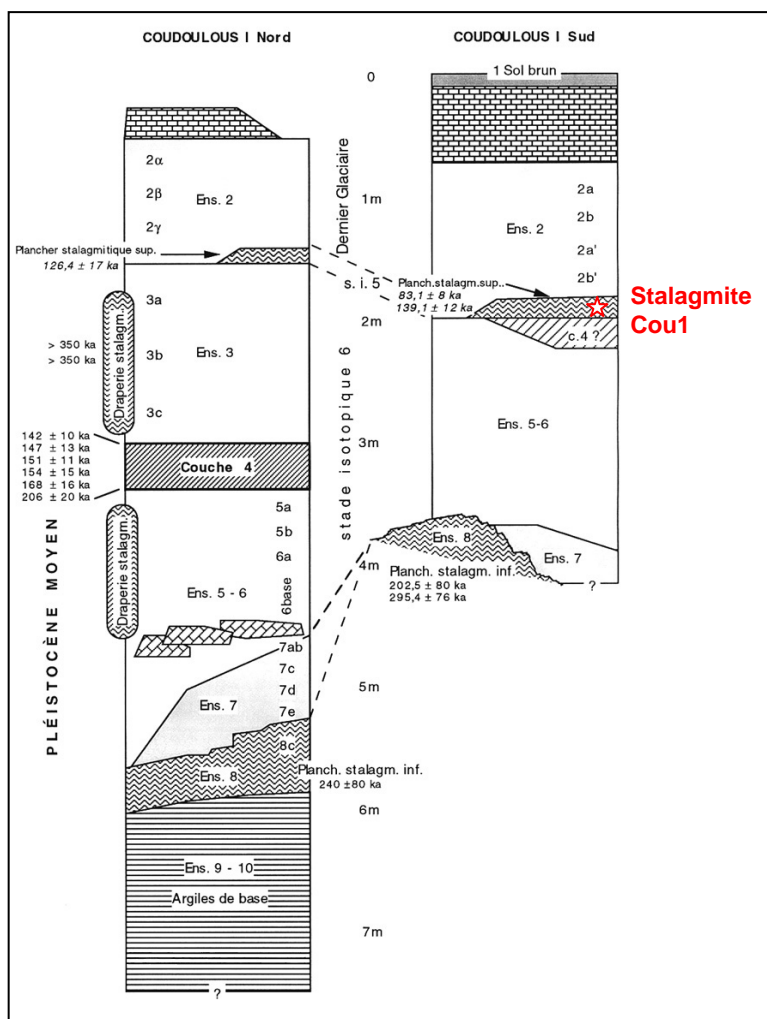 COUDOULOUS I Nord
COUDOULOUS I Sud
0
1 Sol brun
2α
2β
Ens. 2
2γ
Plancher stalagmitique sup.
126,4 ± 17 ka
Dernier Glaciaire
1m
2a
2b
Ens. 2
2a'
2b'
s. i. 5
Planch.stalagm.sup..
83,1 ± 8 ka
139,1 ± 12 ka
Stalagmite
Cou1
2m
c.4 ?
3a
> 350 ka
> 350 ka
Draperie stalagm.
3b
Ens. 3
3c
stade isotopique 6
Ens. 5-6
3m
142 ± 10 ka
147 ± 13 ka
151 ± 11 ka
154 ± 15 ka
168 ± 16 ka
206 ± 20 ka
Couche 4
5a
5b
6a
Draperie stalagm.
Ens. 5 - 6
6base
4m
Ens. 8
Ens. 7
Planch. stalagm. inf.
202,5 ± 80 ka
295,4 ± 76 ka
?
PLÉISTOCÈNE MOYEN
7ab
7c
7d
7e
Ens. 7
5m
8c
Ens. 8
Planch. stalagm. inf.
240 ±80 ka
6m
Ens. 9 - 10
Argiles de base
7m
?